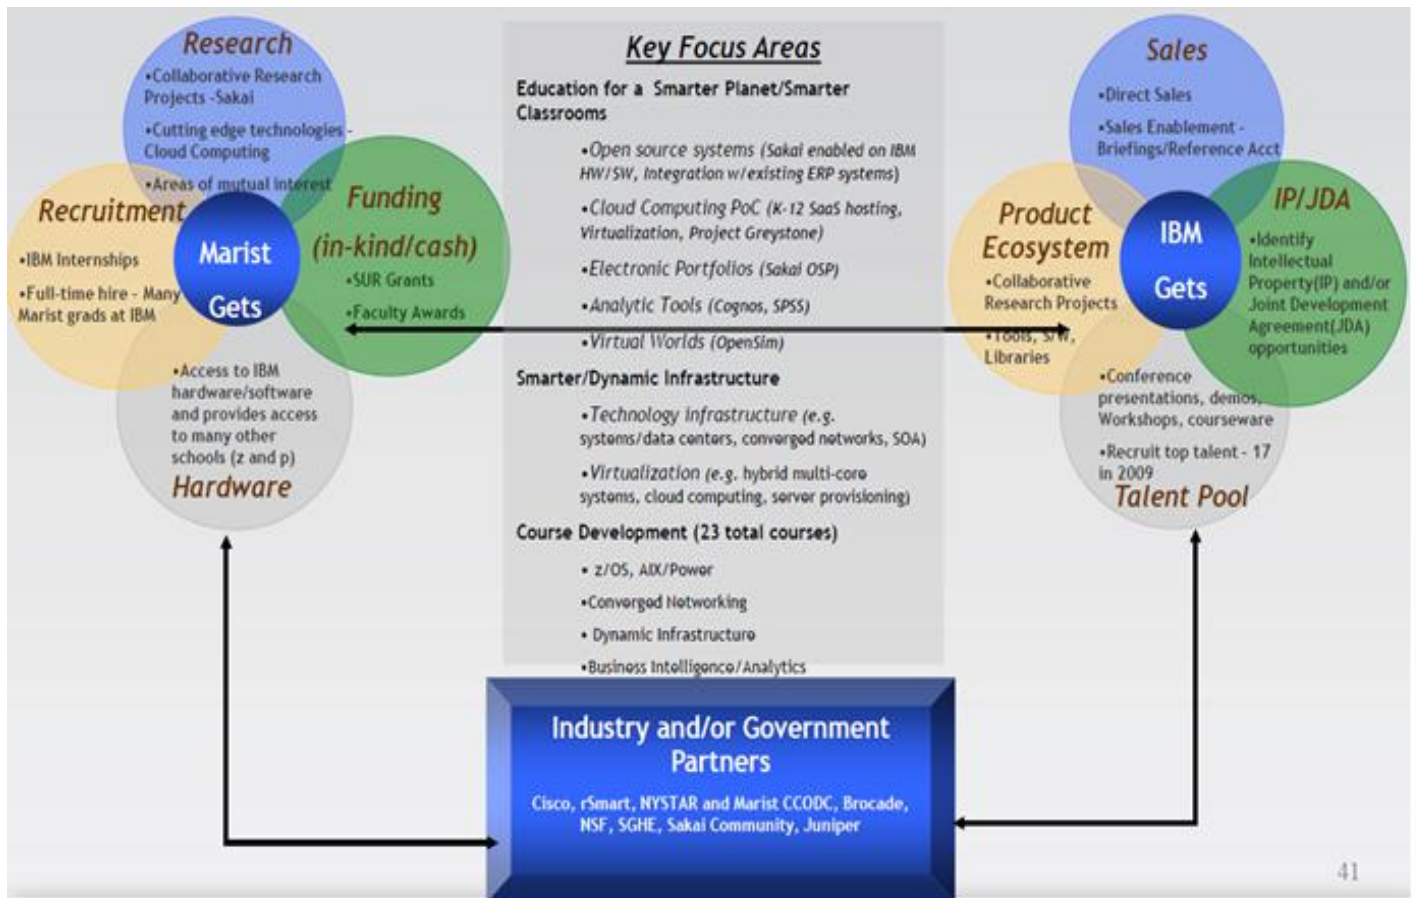 Research
•Collaborative Research
Projects -Sakai
•Cutting edge technologies -
Cloud Computing
•Areas of mutual interest
Recruitment
•IBM Internships
•Full-time hire - Many
Marist grads at IBM
Marist
Gets
Funding
(in-kind/cash)
•SUR Grants
•Faculty Awards
•Access to IBM
hardware/software
and provides access
to many other
schools (z and p)
Hardware
Key Focus Areas
Education for a Smarter Planet/Smarter
Classrooms
•Open source systems (Sakai enabled on IBM
HW/SW, Integration w/existing ERP systems)
•Cloud Computing PoC (K-12 SaaS hosting,
Virtualization, Project Greystone)
•Electronic Portfolios (Sakai OSP)
•Analytic Tools (Cognos, SPSS)
•Virtual Worlds (OpenSim)
Smarter/Dynamic Infrastructure
•Technology infrastructure (e.g.
systems/data centers, converged networks, SOA)
•Virtualization (e.g. hybrid multi-core
systems, cloud computing, server provisioning)
Course Development (23 total courses)
• z/OS, AIX/Power
•Converged Networking
• Dynamic Infrastructure
•Business Intelligence/Analytics
Sales
•Direct Sales
•Sales Enablement -
Briefings/Reference Acct
Product
Ecosystem
•Collaborative
Research Projects
•Tools, S/W,
Libraries
IBM
Gets
IP/JDA
•Identify
Intellectual
Property(IP) and/or
Joint Development
Agreement(JDA)
opportunities
•Conference
presentations, demos,
Workshops, courseware
•Recruit top talent - 17
in 2009
Talent Pool
Industry and/or Government
Partners
Cisco, rSmart, NYSTAR and Marist CCODC, Brocade,
NSF, SGHE, Sakai Community, Juniper
41